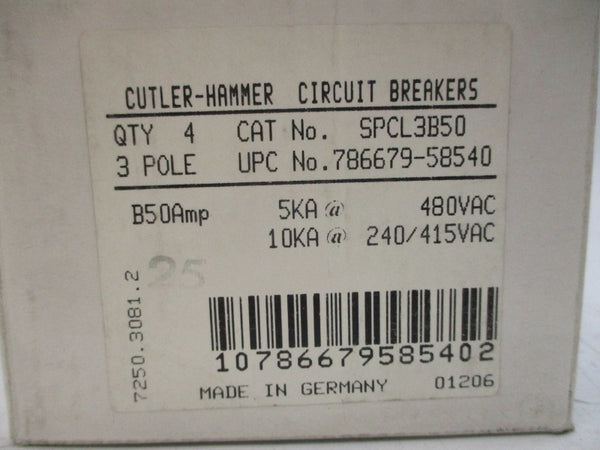 CUTLER-HAMMER CIRCUIT BREAKERS
QTY 4 CAT No. SPCL3B50
3 POLE UPC No.786679-58540
B50Amp 5KA @ 480VAC
10KA @ 240/415VAC
25
7250.3081.2
10786679585402
MADE IN GERMANY 01206